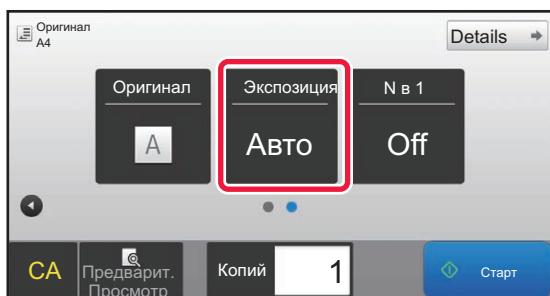 Оригинал
A4
Details
Оригинал
Экспозиция
N в 1
A
Авто
Off
CA
Предварит.
Просмотр
Копий
1
Старт